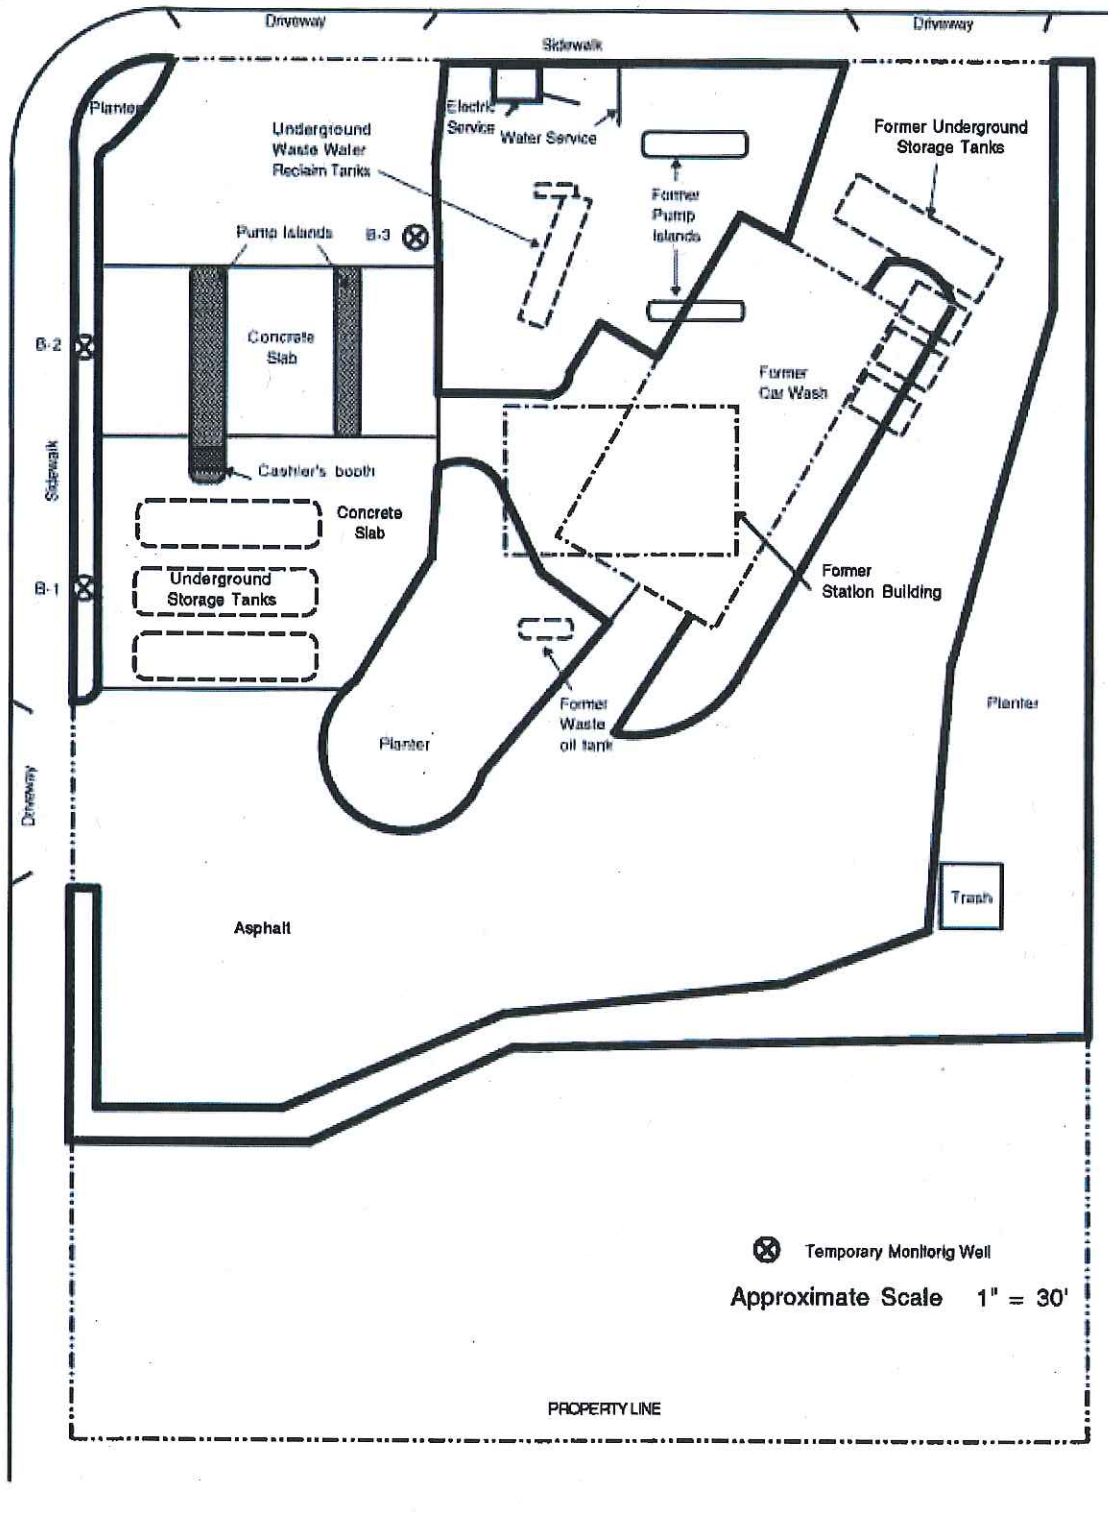 Driveway
Driveway
Sidewalk
Planter
Electric
Service
Water Service
Underground
Waste Water
Reclaim Tanks
Former Underground
Storage Tanks
Former
Pump
Islands
Pump Islands
B-3
B-2
Concrete
Slab
Former
Car Wash
Sidewalk
Cashier's booth
Concrete
Slab
B-1
Underground
Storage Tanks
Former
Station Building
Former
Waste
oil tank
Planter
Planter
Driveway
Trash
Asphalt
Temporary Monitorig Well
Approximate Scale 1" = 30'
PROPERTY LINE